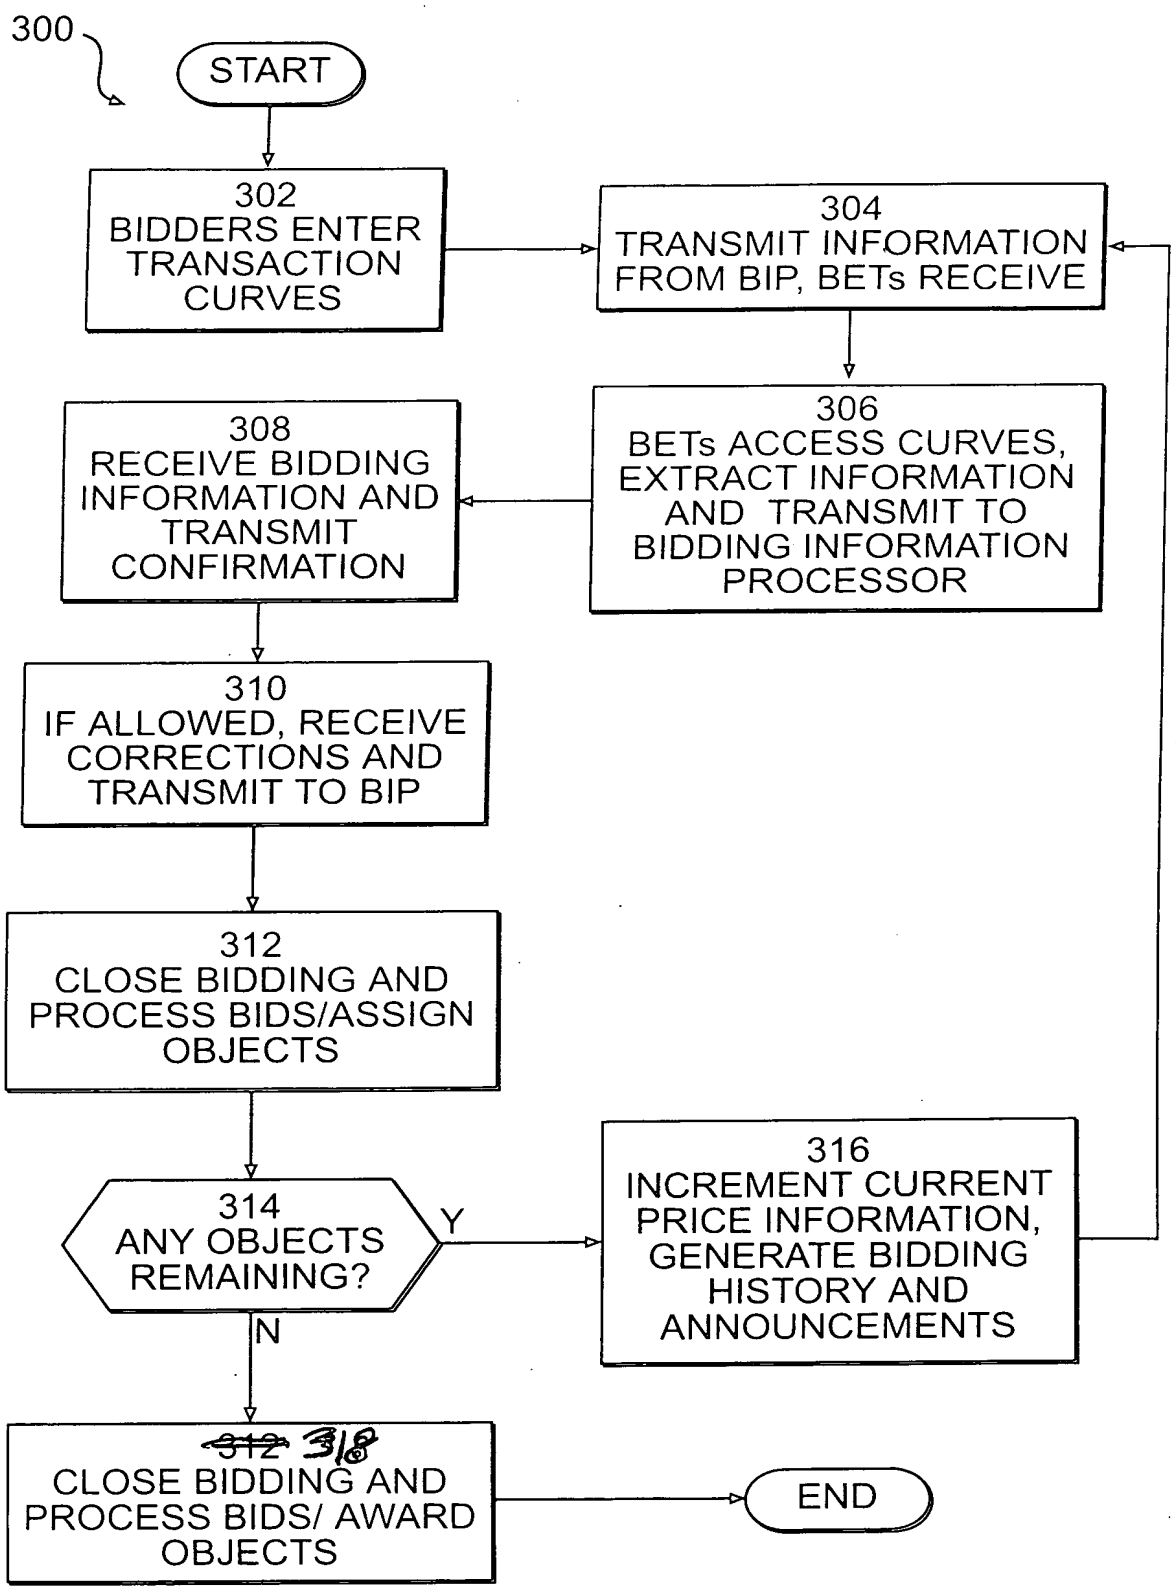 300
START
302
BIDDERS ENTER
TRANSACTION
CURVES
304
TRANSMIT INFORMATION
FROM BIP, BETs RECEIVE
306
BETs ACCESS CURVES,
EXTRACT INFORMATION
AND TRANSMIT TO
BIDDING INFORMATION
PROCESSOR
308
RECEIVE BIDDING
INFORMATION AND
TRANSMIT
CONFIRMATION
310
IF ALLOWED, RECEIVE
CORRECTIONS AND
TRANSMIT TO BIP
312
CLOSE BIDDING AND
PROCESS BIDS/ASSIGN
OBJECTS
314
ANY OBJECTS
REMAINING?
Y
316
INCREMENT CURRENT
PRICE INFORMATION,
GENERATE BIDDING
HISTORY AND
ANNOUNCEMENTS
N
312 318
CLOSE BIDDING AND
PROCESS BIDS/ AWARD
OBJECTS
END